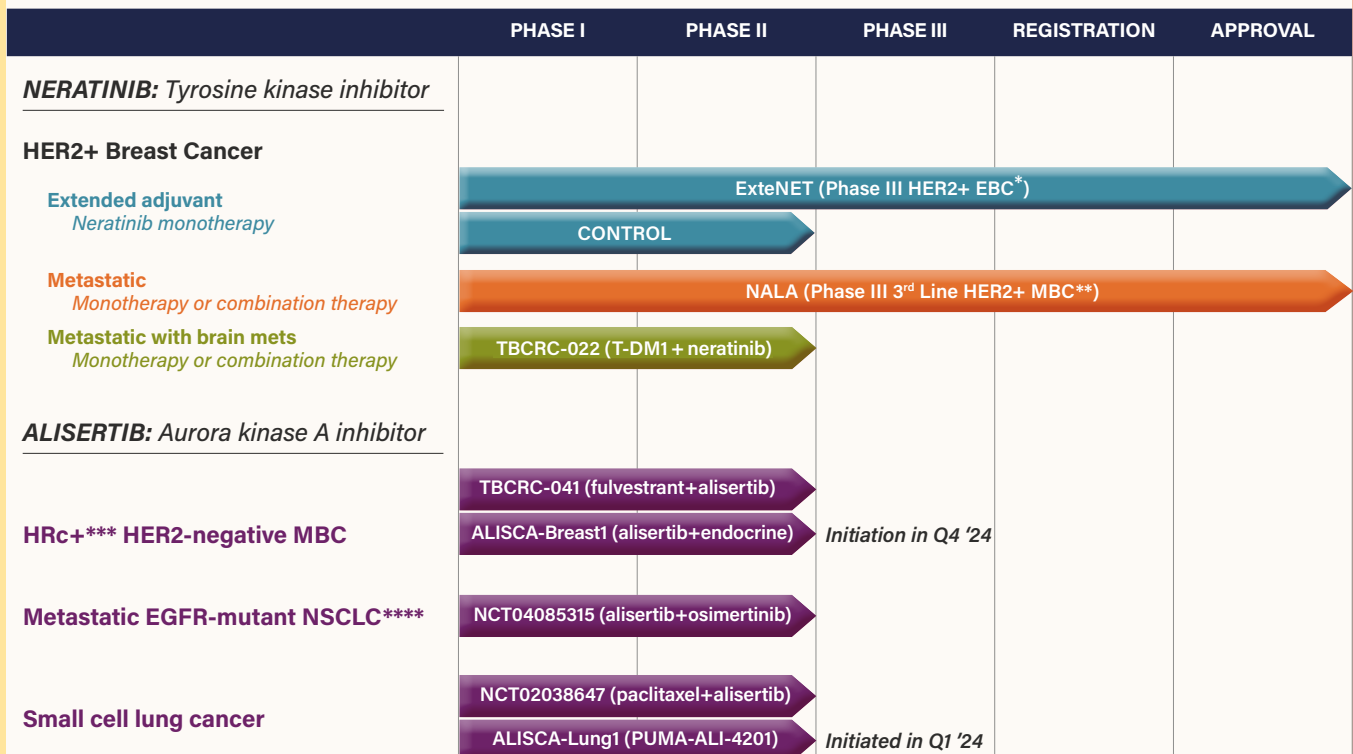 PHASE I PHASE II PHASE III REGISTRATION APPROVAL
NERATINIB: Tyrosine kinase inhibitor
HER2+ Breast Cancer
ExteNET (Phase III HER2+ EBC*)
Extended adjuvant
Neratinib monotherapy
CONTROL
Metastatic
Monotherapy or combination therapy
NALA (Phase III 3rd Line HER2+ MBC**)
Metastatic with brain mets
Monotherapy or combination therapy
TBCRC-022 (T-DM1 + neratinib)
ALISERTIB: Aurora kinase A inhibitor
TBCRC-041 (fulvestrant+alisertib)
HRc+*** HER2-negative MBC
ALISCA-Breast1 (alisertib+endocrine)
Initiation in Q4 '24
Metastatic EGFR-mutant NSCLC****
NCT04085315 (alisertib+osimertinib)
NCT02038647 (paclitaxel+alisertib)
Small cell lung cancer
ALISCA-Lung1 (PUMA-ALI-4201)
Initiated in Q1 '24